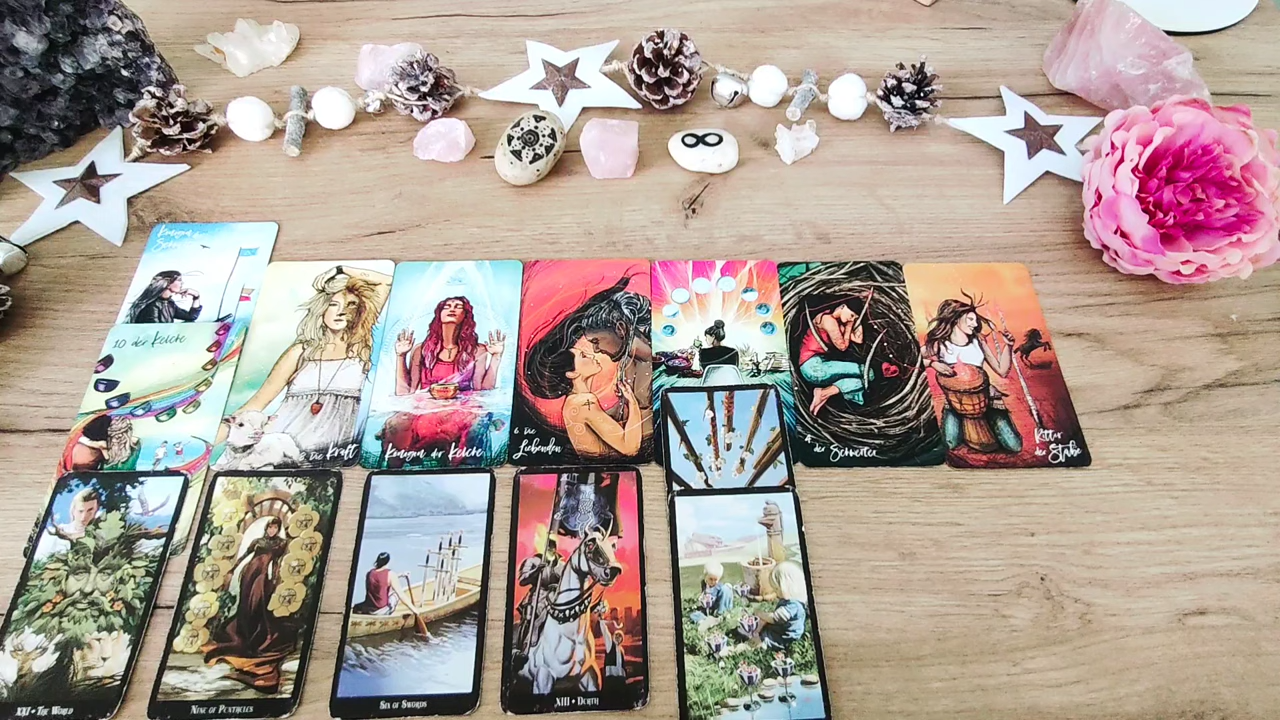 Königin der
10 der Kelche
8 Die Kraft
Königin der Kelche
6 Die
Liebenden
4
der Schwerter
Ritter
der Stäbe
XXI • The World
Nine of Pentacles
Six of Swords
XIII • Death